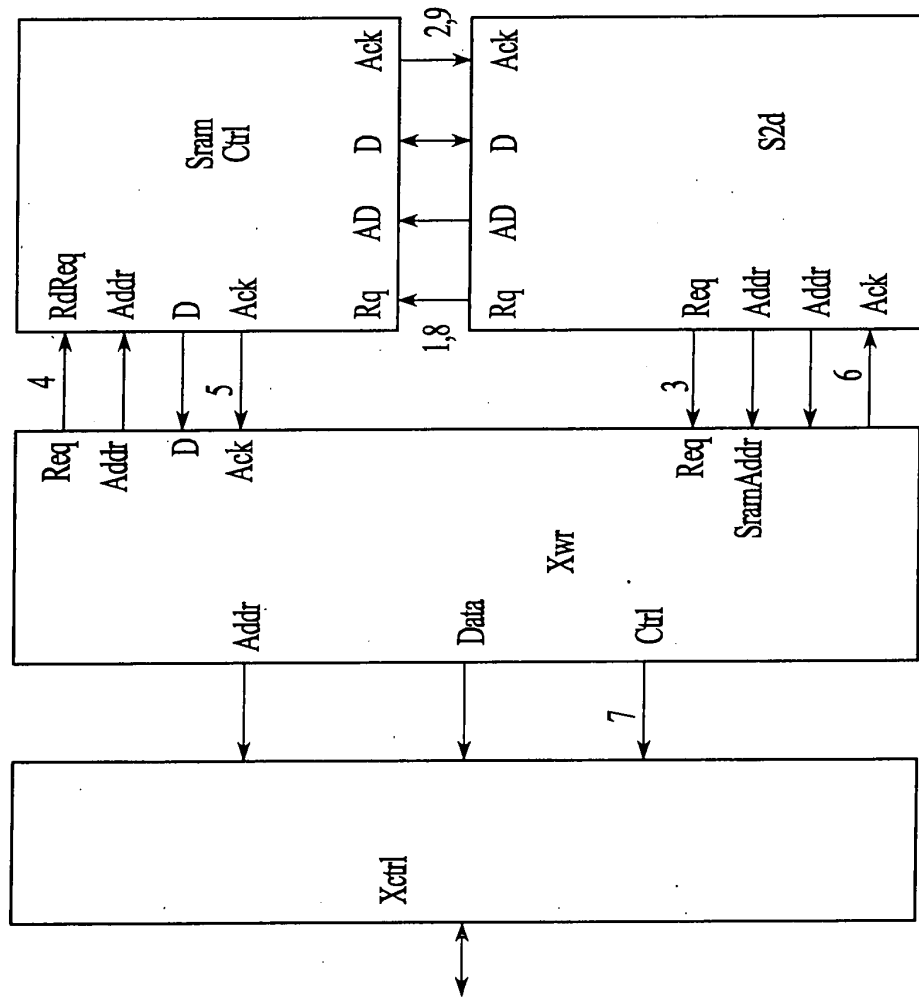 Sram
Ctrl
RdReq
Addr
D
Ack
Rq
AD
D
Ack
4
5
1,8
2,9
S2d
Rq
AD
D
Ack
Req
Addr
Addr
Ack
3
6
Xwr
Req
Addr
D
Ack
Req
SramAddr
Addr
Data
Ctrl
7
Xctrl